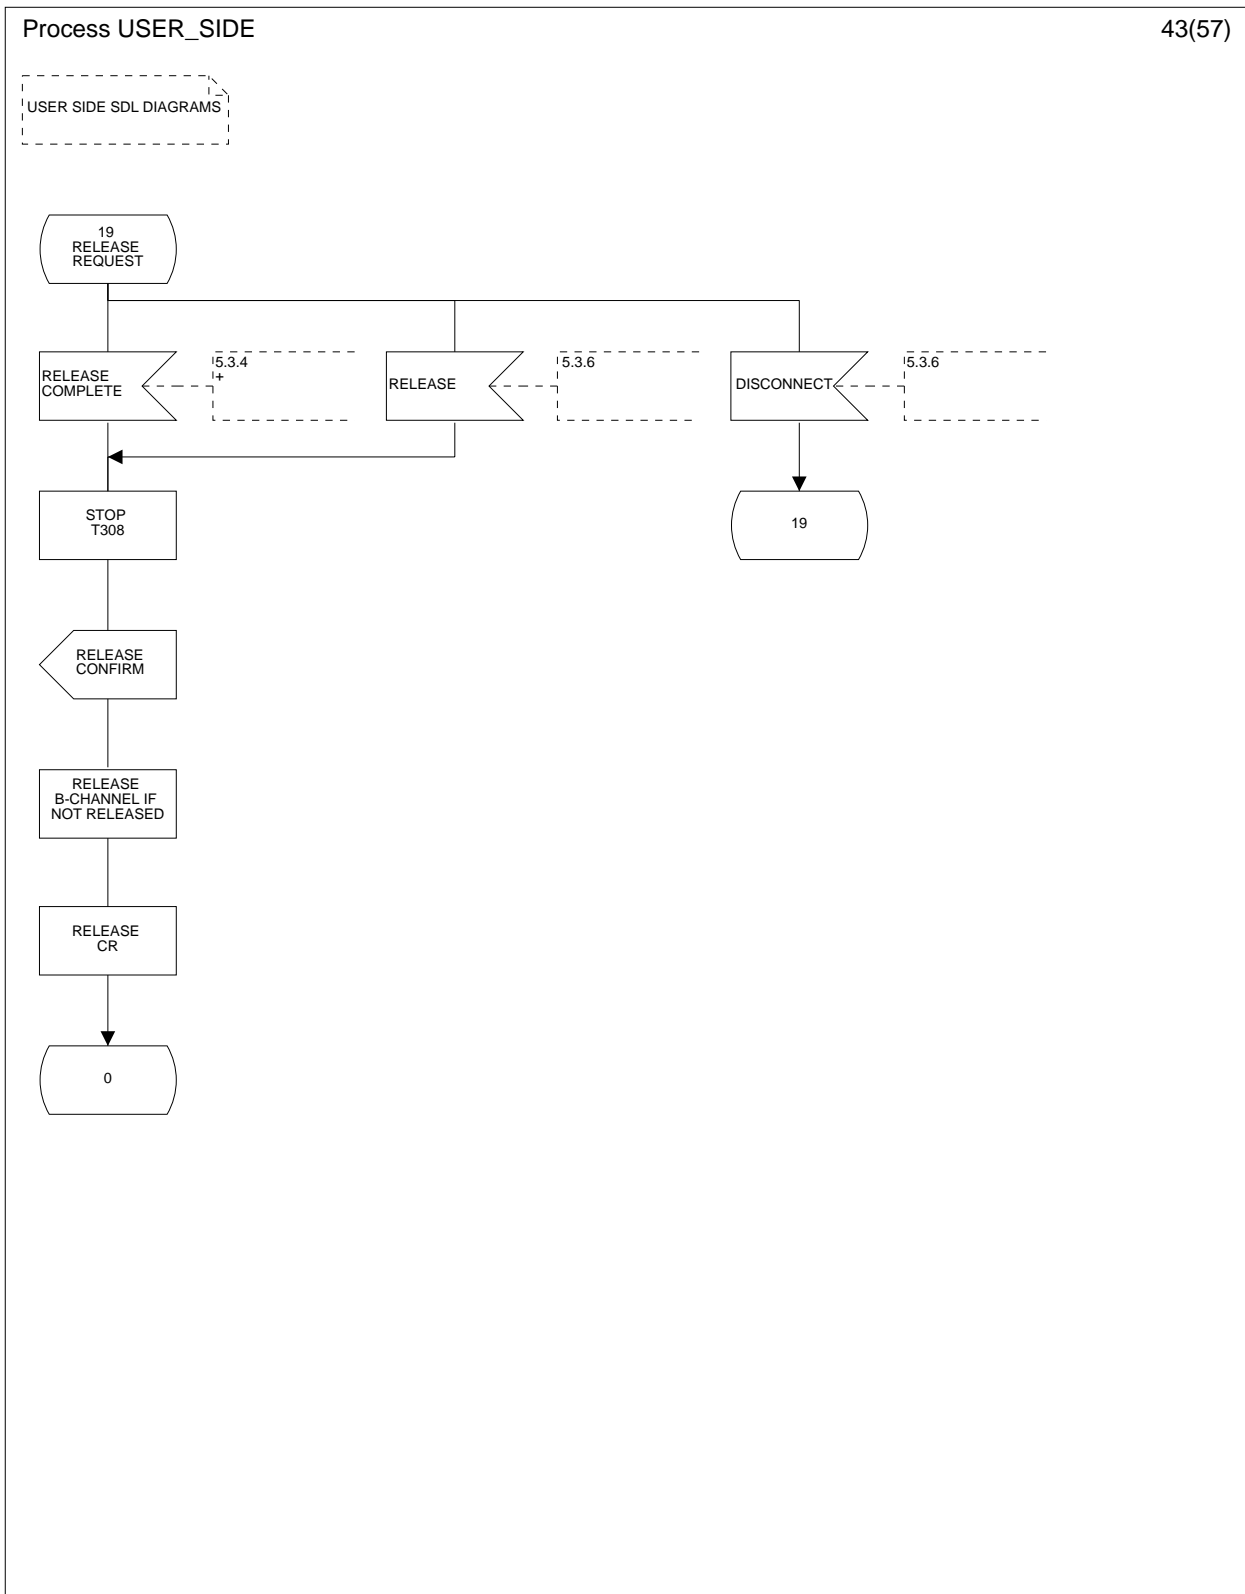 Process USER_SIDE
43(57)
USER SIDE SDL DIAGRAMS
19
RELEASE
REQUEST
RELEASE
COMPLETE
5.3.4
+
RELEASE
5.3.6
DISCONNECT
5.3.6
STOP
T308
19
RELEASE
CONFIRM
RELEASE
B-CHANNEL IF
NOT RELEASED
RELEASE
CR
0